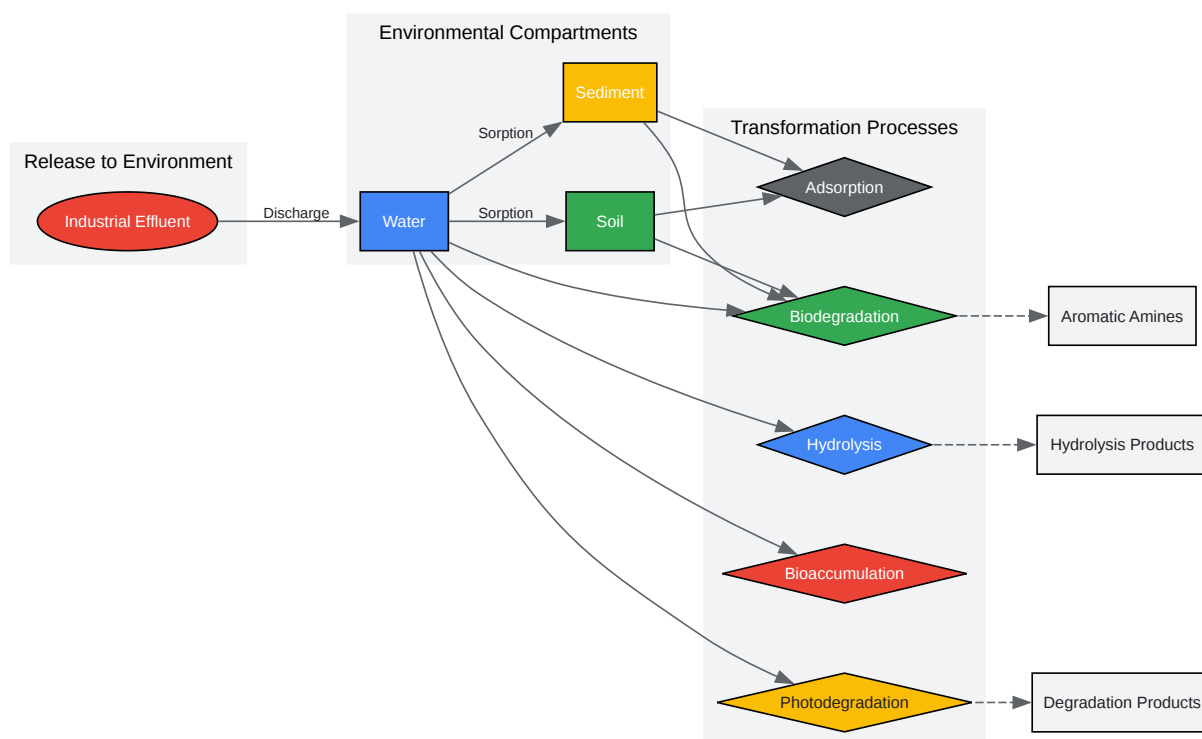 Environmental Compartments
Sediment
Transformation Processes
Sorption
Release to Environment
Adsorption
Industrial Effluent
Discharge
Water
Sorption
Soil
Biodegradation
Aromatic Amines
Hydrolysis
Hydrolysis Products
Bioaccumulation
Photodegradation
Degradation Products